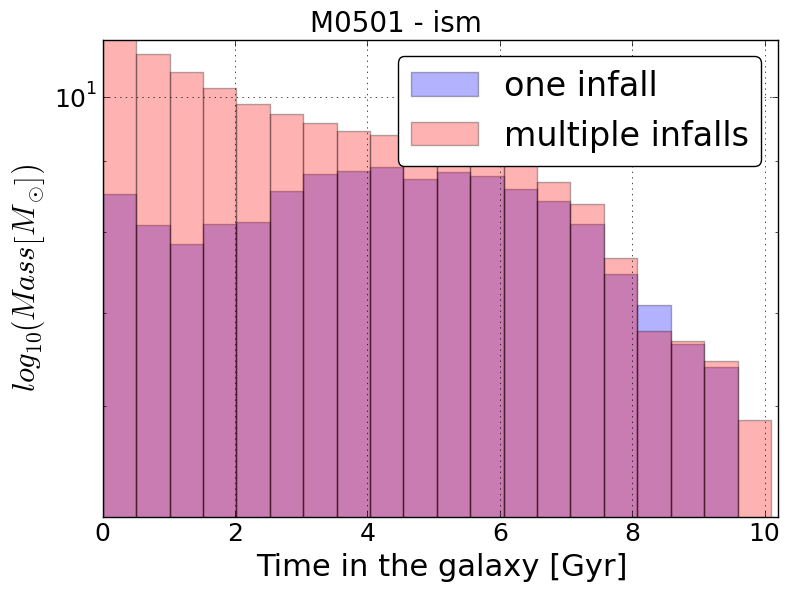 M0501 - ism
10¹
one infall
multiple infalls
log₁₀(Mass[M⊙])
0 2 4 6 8 10
Time in the galaxy [Gyr]